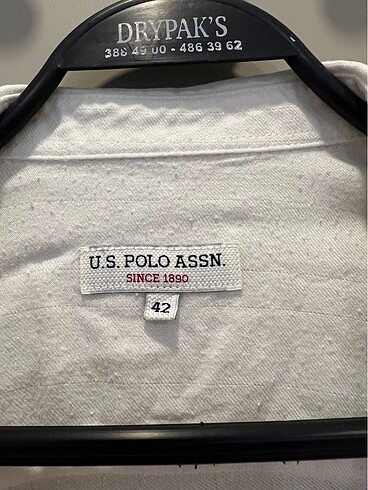 DRYPAK'S
388 49 00 - 486 39 62
U.S. POLO ASSN.
SINCE 1890
42